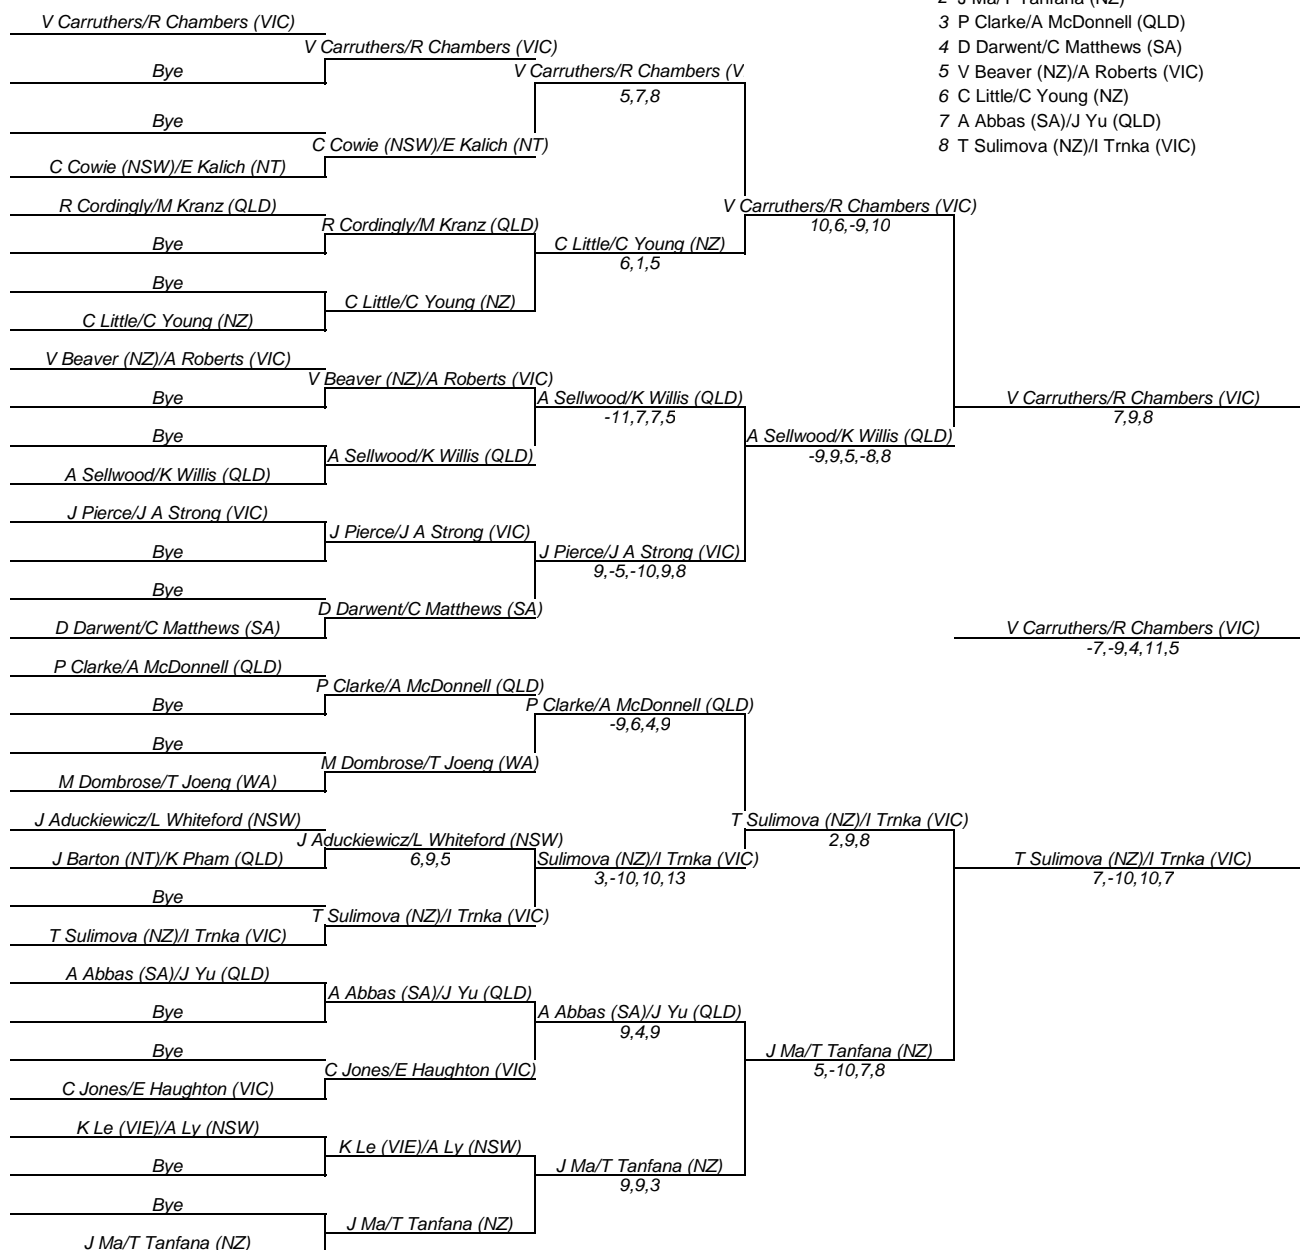 2 J Ma/T Tanfana (NZ)
3 P Clarke/A McDonnell (QLD)
4 D Darwent/C Matthews (SA)
5 V Beaver (NZ)/A Roberts (VIC)
6 C Little/C Young (NZ)
7 A Abbas (SA)/J Yu (QLD)
8 T Sulimova (NZ)/I Trnka (VIC)
V Carruthers/R Chambers (VIC)
Bye
Bye
C Cowie (NSW)/E Kalich (NT)
R Cordingly/M Kranz (QLD)
Bye
Bye
C Little/C Young (NZ)
V Beaver (NZ)/A Roberts (VIC)
Bye
Bye
A Sellwood/K Willis (QLD)
J Pierce/J A Strong (VIC)
Bye
Bye
D Darwent/C Matthews (SA)
P Clarke/A McDonnell (QLD)
Bye
Bye
M Dombrose/T Joeng (WA)
J Aduckiewicz/L Whiteford (NSW)
J Barton (NT)/K Pham (QLD)
Bye
T Sulimova (NZ)/I Trnka (VIC)
A Abbas (SA)/J Yu (QLD)
Bye
Bye
C Jones/E Haughton (VIC)
K Le (VIE)/A Ly (NSW)
Bye
Bye
J Ma/T Tanfana (NZ)
V Carruthers/R Chambers (VIC)
C Cowie (NSW)/E Kalich (NT)
R Cordingly/M Kranz (QLD)
C Little/C Young (NZ)
V Beaver (NZ)/A Roberts (VIC)
A Sellwood/K Willis (QLD)
J Pierce/J A Strong (VIC)
D Darwent/C Matthews (SA)
P Clarke/A McDonnell (QLD)
M Dombrose/T Joeng (WA)
J Aduckiewicz/L Whiteford (NSW)
6,9,5
T Sulimova (NZ)/I Trnka (VIC)
A Abbas (SA)/J Yu (QLD)
C Jones/E Haughton (VIC)
K Le (VIE)/A Ly (NSW)
J Ma/T Tanfana (NZ)
V Carruthers/R Chambers (V
5,7,8
C Little/C Young (NZ)
6,1,5
A Sellwood/K Willis (QLD)
-11,7,7,5
J Pierce/J A Strong (VIC)
9,-5,-10,9,8
P Clarke/A McDonnell (QLD)
-9,6,4,9
Sulimova (NZ)/I Trnka (VIC)
3,-10,10,13
A Abbas (SA)/J Yu (QLD)
9,4,9
J Ma/T Tanfana (NZ)
9,9,3
V Carruthers/R Chambers (VIC)
10,6,-9,10
A Sellwood/K Willis (QLD)
-9,9,5,-8,8
T Sulimova (NZ)/I Trnka (VIC)
2,9,8
J Ma/T Tanfana (NZ)
5,-10,7,8
V Carruthers/R Chambers (VIC)
7,9,8
V Carruthers/R Chambers (VIC)
-7,-9,4,11,5
T Sulimova (NZ)/I Trnka (VIC)
7,-10,10,7